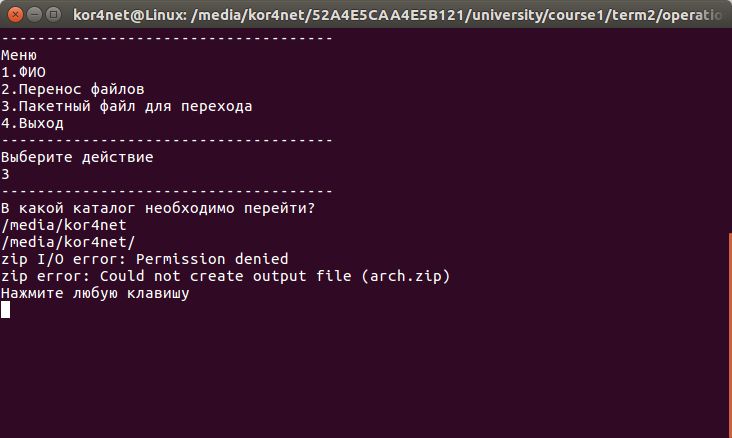 kor4net@Linux: /media/kor4net/52A4E5CAA4E5B121/university/course1/term2/operatio
-------------------------------------
Меню
1.ФИО
2.Перенос файлов
3.Пакетный файл для перехода
4.Выход
-------------------------------------
Выберите действие
3
-------------------------------------
В какой каталог необходимо перейти?
/media/kor4net
/media/kor4net/
zip I/O error: Permission denied
zip error: Could not create output file (arch.zip)
Нажмите любую клавишу